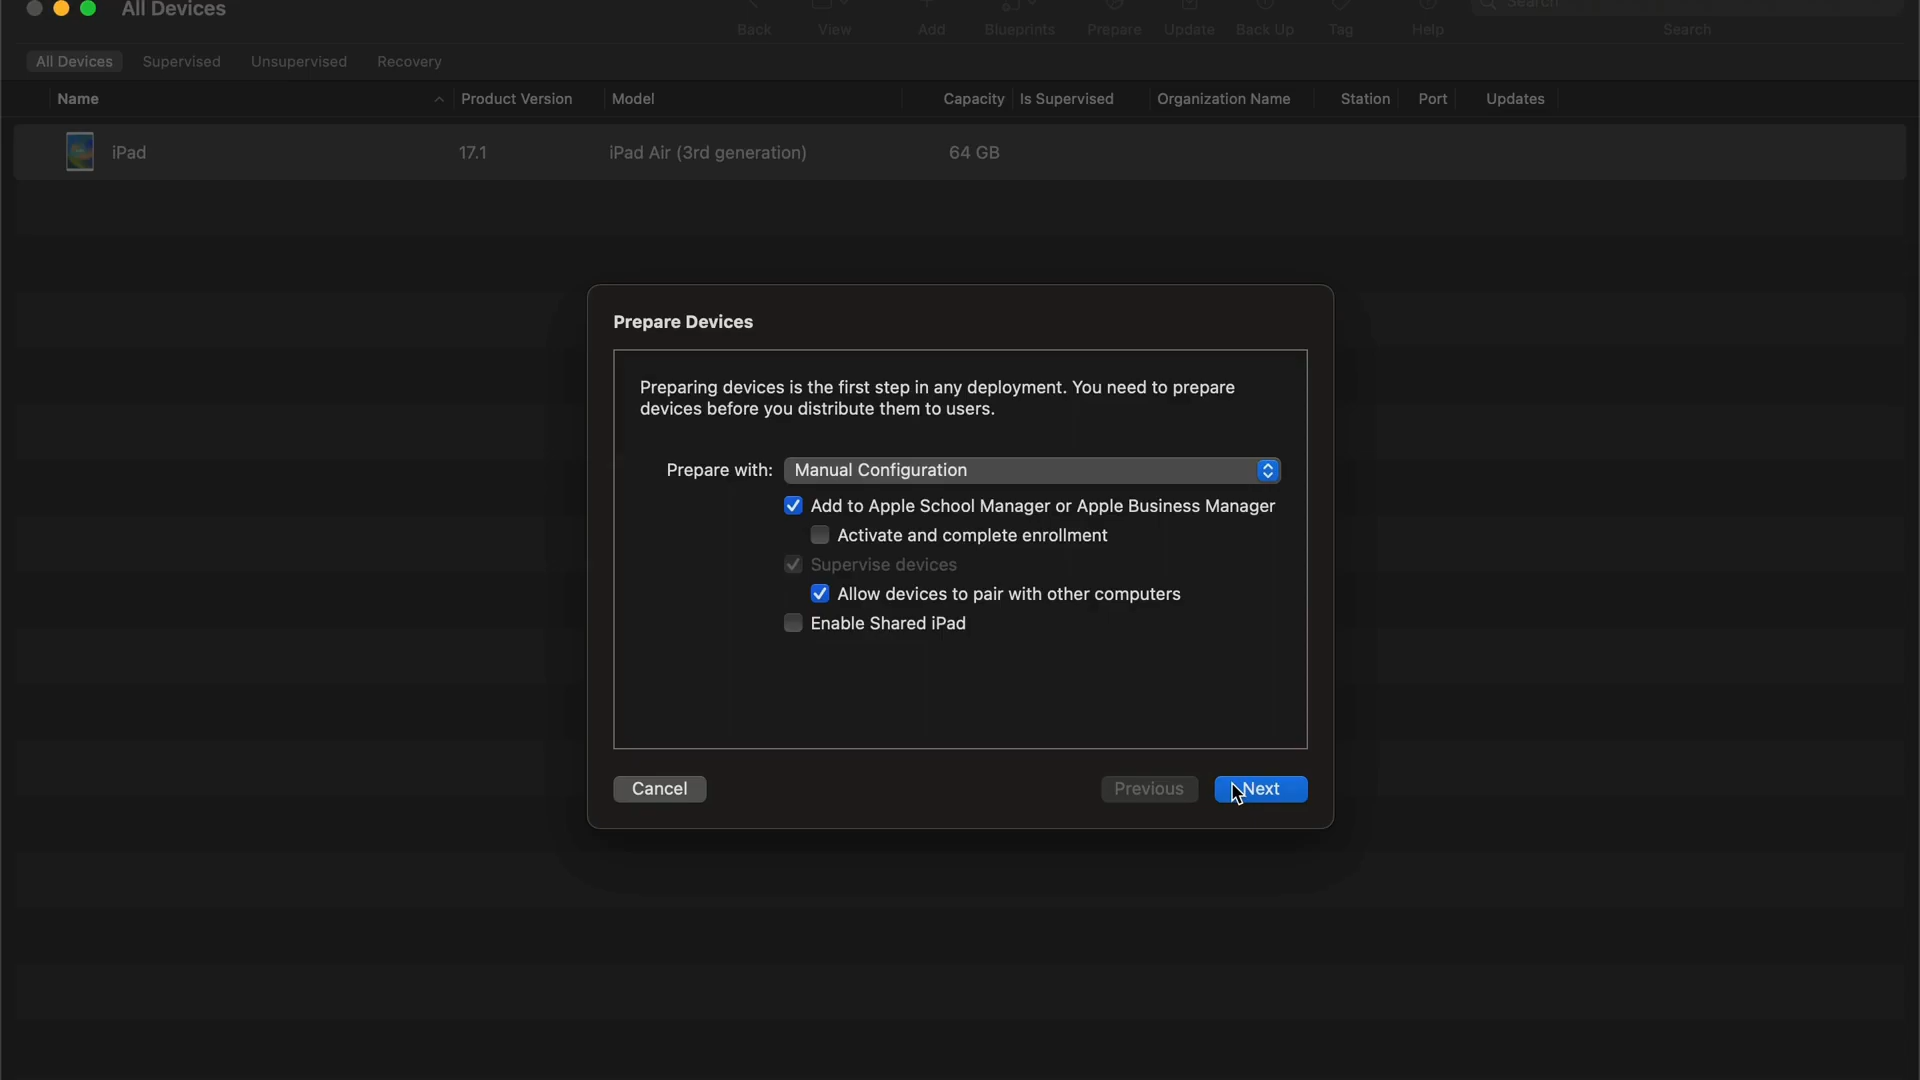 All Devices
Back View Add Blueprints Prepare Update Back Up Tag Help Search
Search
All Devices Supervised Unsupervised Recovery
Name Product Version Model Capacity Is Supervised Organization Name Station Port Updates
iPad 17.1 iPad Air (3rd generation) 64 GB
Prepare Devices
Preparing devices is the first step in any deployment. You need to prepare
devices before you distribute them to users.
Prepare with: Manual Configuration
Add to Apple School Manager or Apple Business Manager
Activate and complete enrollment
Supervise devices
Allow devices to pair with other computers
Enable Shared iPad
Cancel Previous Next